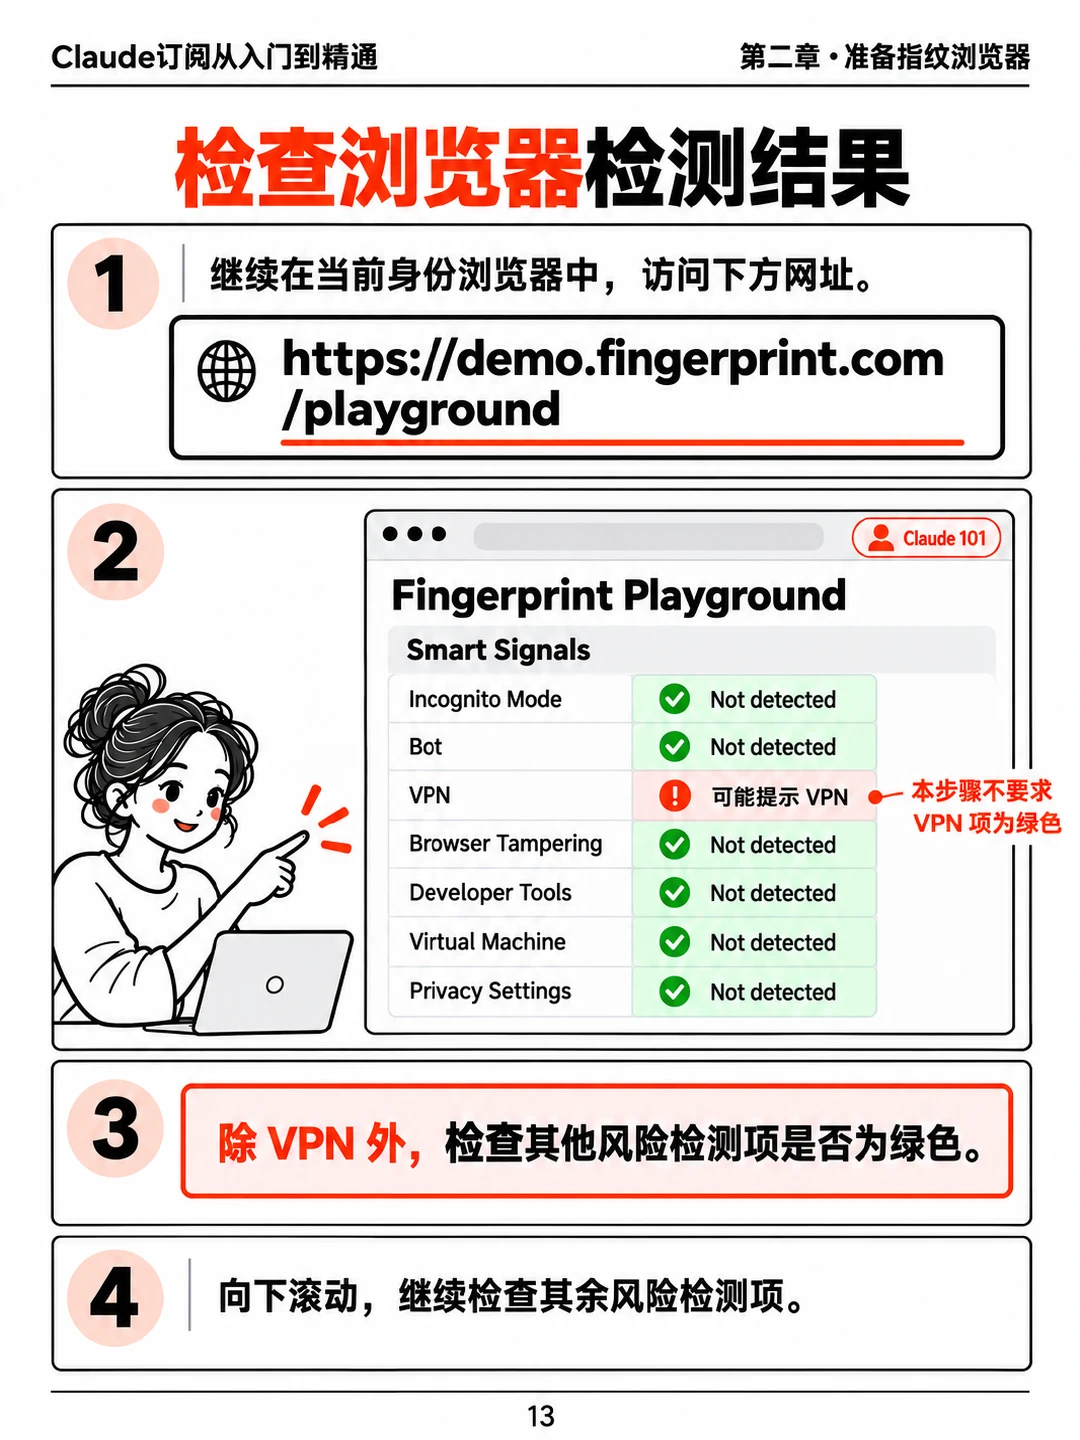 Claude订阅从入门到精通
第二章·准备指纹浏览器
检查浏览器检测结果
1
继续在当前身份浏览器中，访问下方网址。
https://demo.fingerprint.com
/playground
2
Claude 101
Fingerprint Playground
Smart Signals
Incognito Mode Not detected
Bot Not detected
VPN 可能提示 VPN
本步骤不要求
VPN 项为绿色
Browser Tampering Not detected
Developer Tools Not detected
Virtual Machine Not detected
Privacy Settings Not detected
3
除 VPN 外，检查其他风险检测项是否为绿色。
4
向下滚动，继续检查其余风险检测项。
13